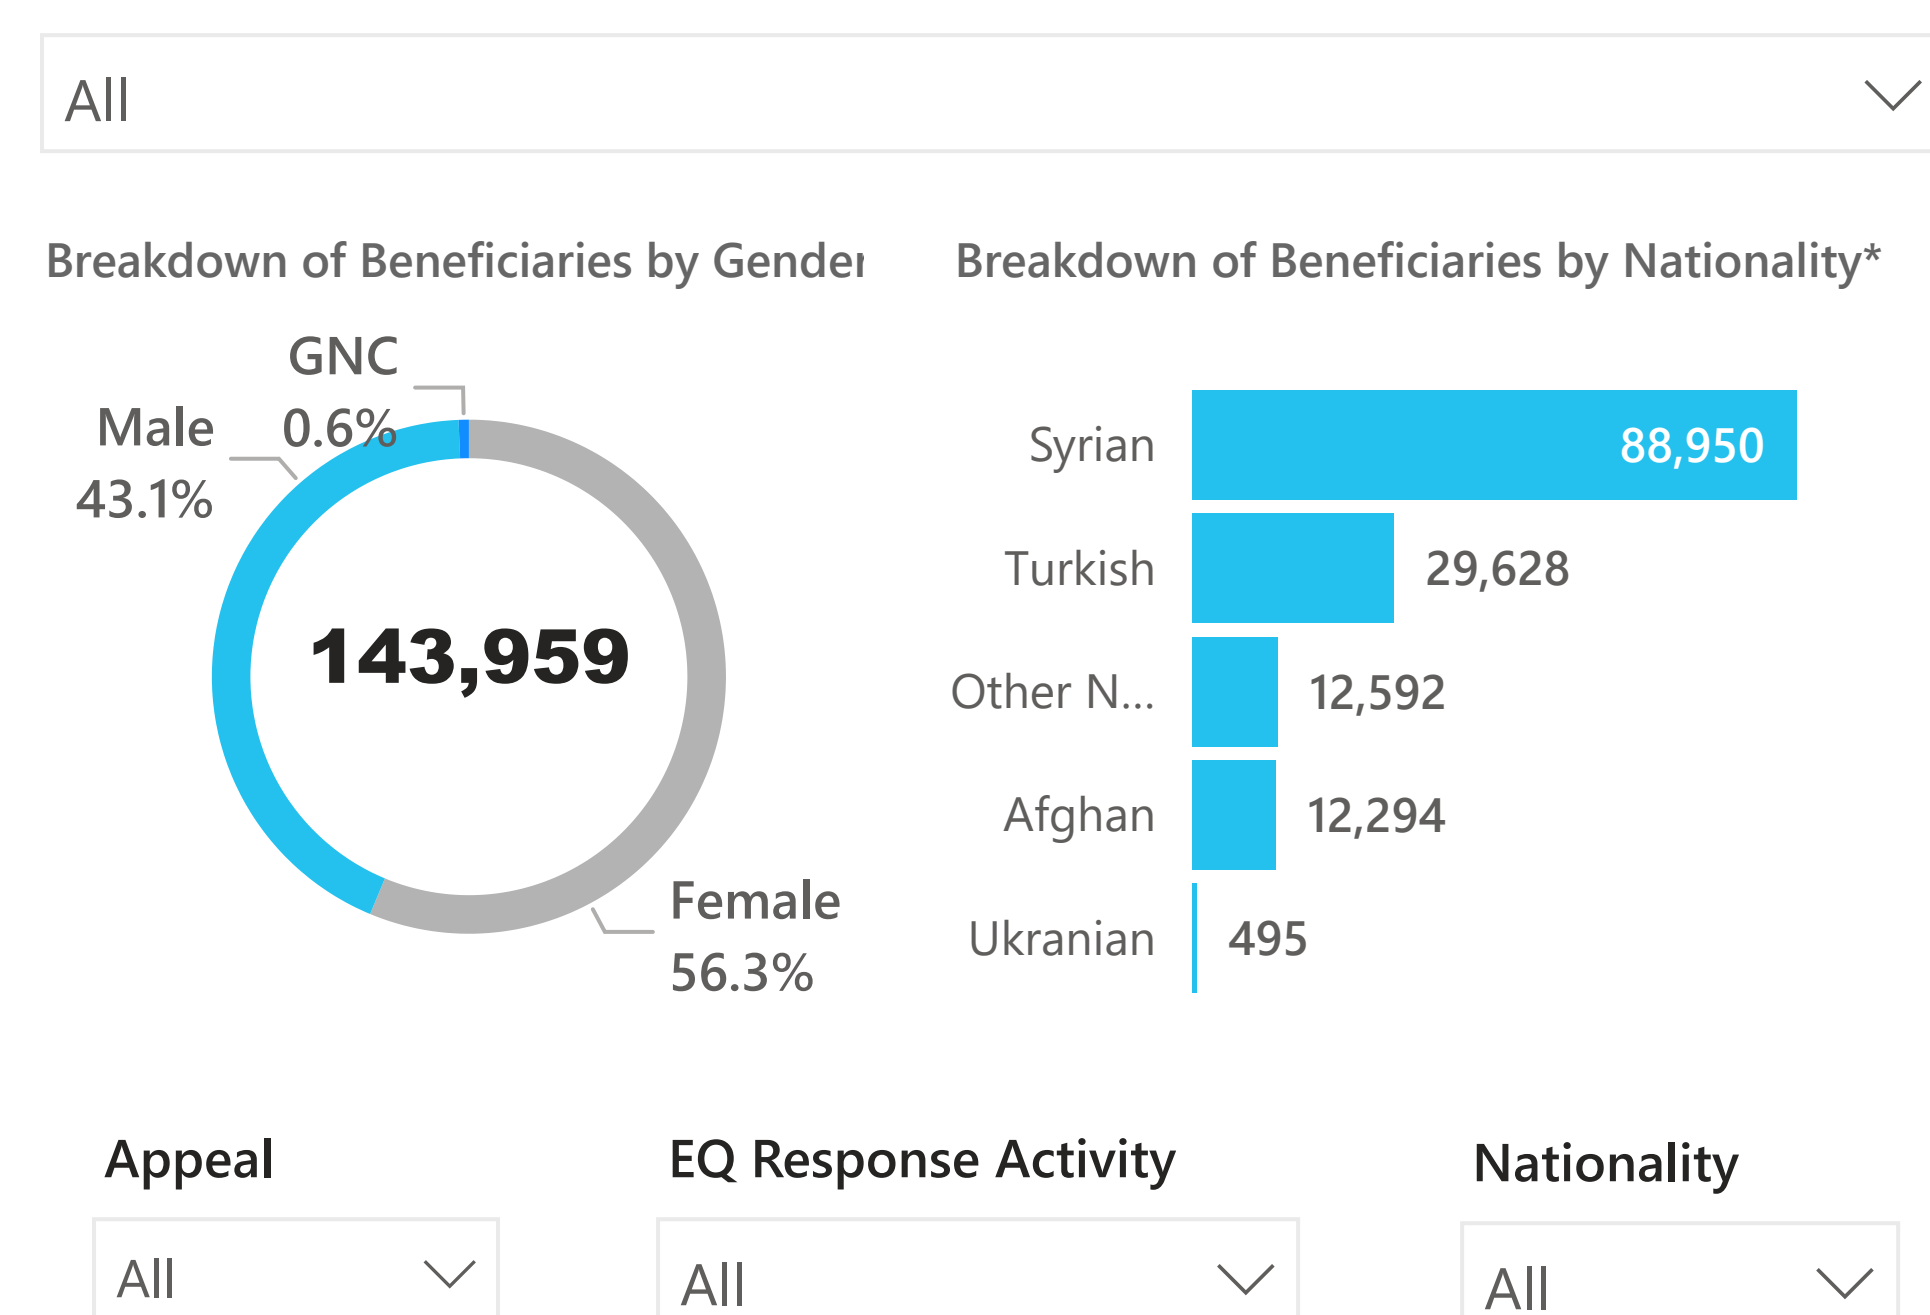 All
Breakdown of Beneficiaries by Gender
GNC
0.6%
Male
43.1%
143,959
Female
56.3%
Breakdown of Beneficiaries by Nationality*
Syrian 88,950
Turkish 29,628
Other N... 12,592
Afghan 12,294
Ukranian 495
Appeal
All
EQ Response Activity
All
Nationality
All